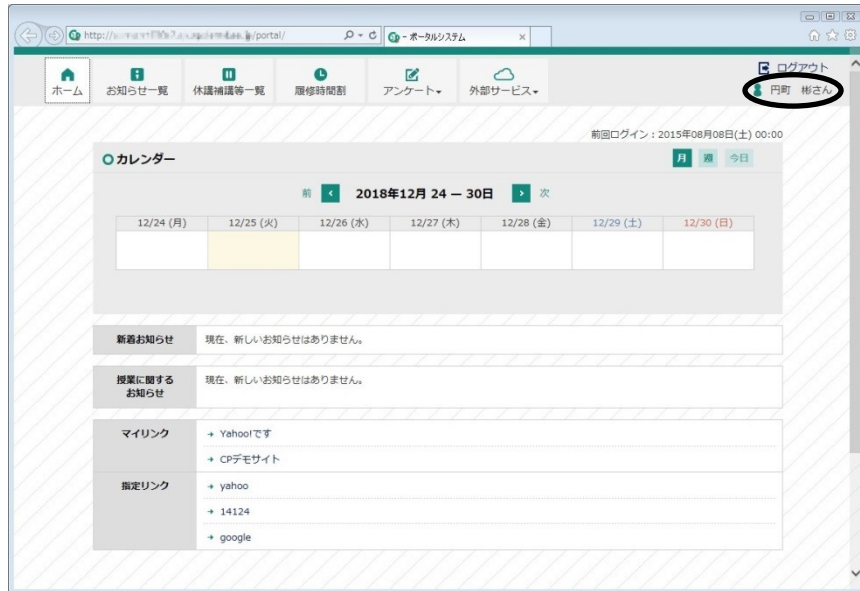 /portal/
- ポータルシステム
ログアウト
ホーム お知らせ一覧 休講補講等一覧 履修時間割 アンケート 外部サービス
円町 彬さん
前回ログイン：2015年08月08日(土) 00:00
カレンダー
月 週 今日
前 2018年12月 24 — 30日 次
12/24 (月) 12/25 (火) 12/26 (水) 12/27 (木) 12/28 (金) 12/29 (土) 12/30 (日)
新着お知らせ 現在、新しいお知らせはありません。
授業に関する 現在、新しいお知らせはありません。
お知らせ
マイリンク Yahoo!です
CPデモサイト
指定リンク yahoo
14124
google